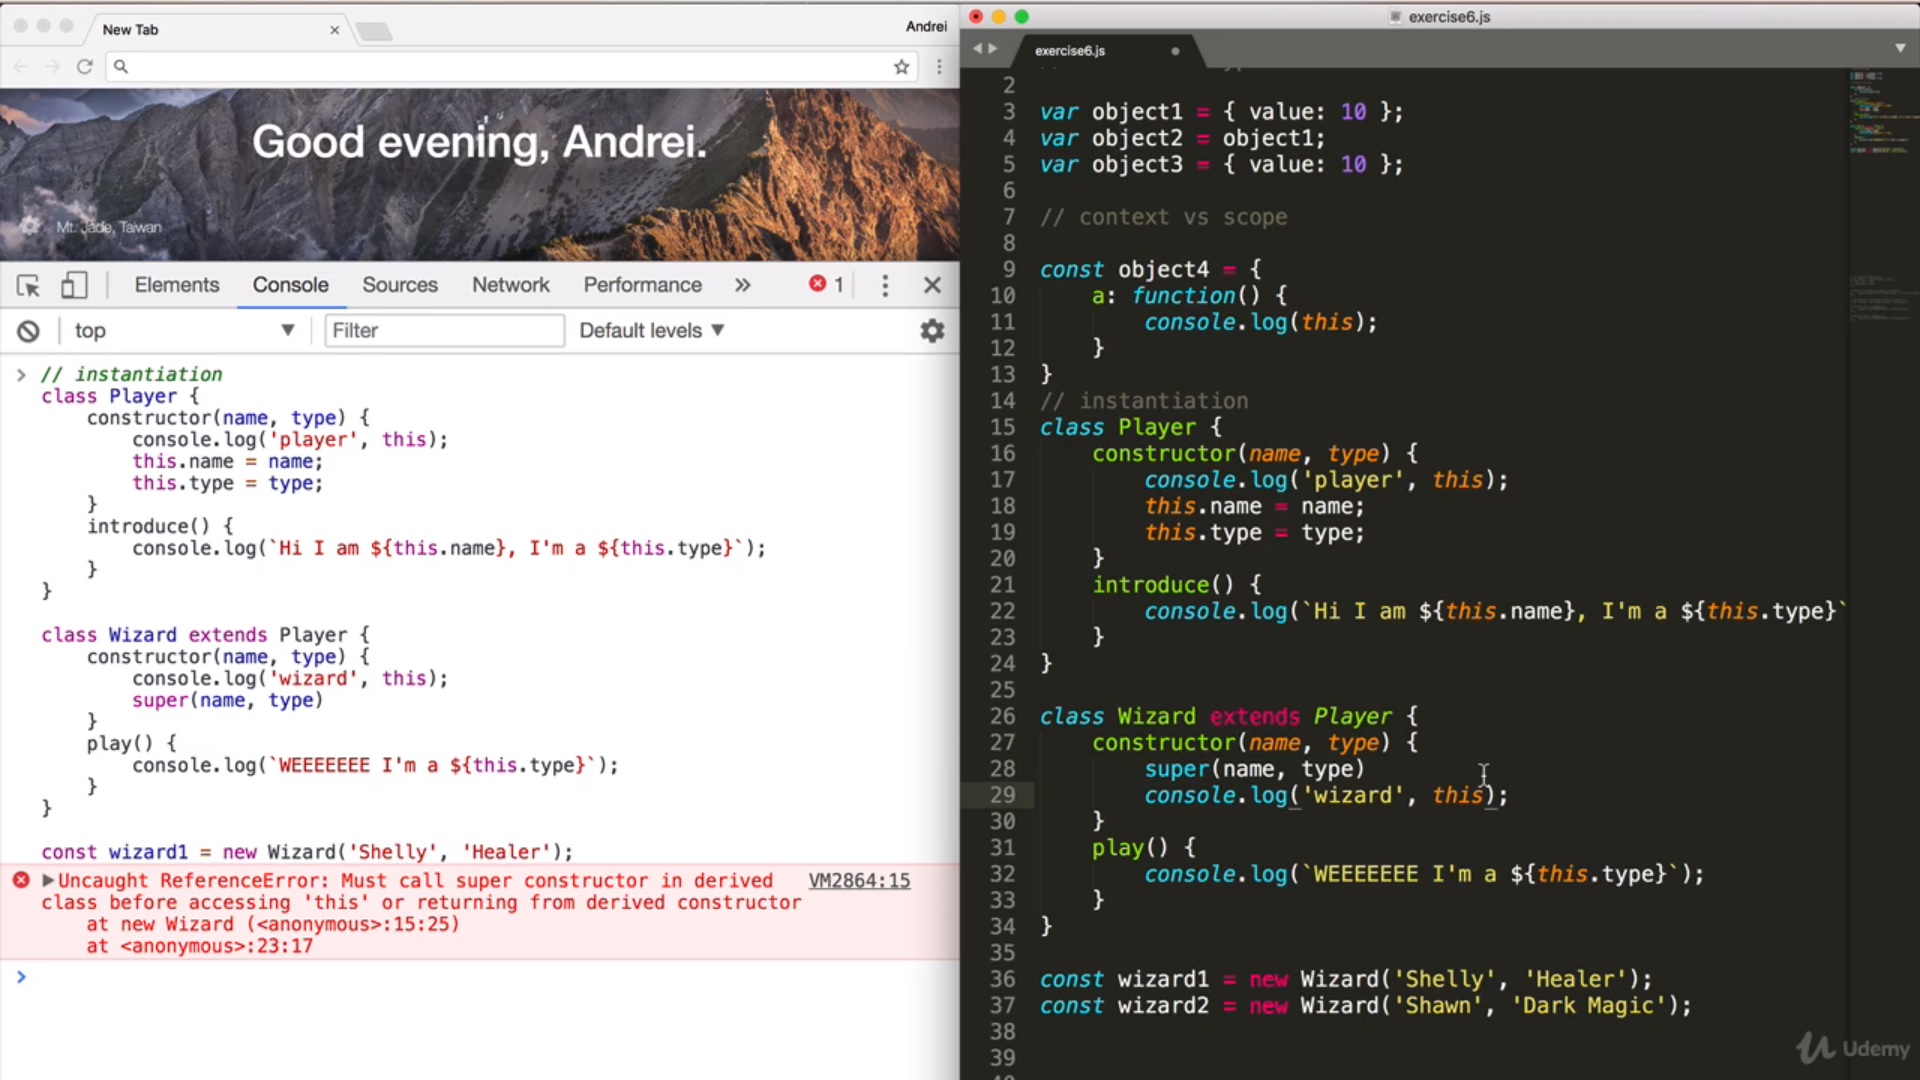 New Tab
Andrei
Good evening, Andrei.
Mt. Jade, Taiwan
Elements Console Sources Network Performance » 1
top Filter Default levels
> // instantiation
class Player {
constructor(name, type) {
console.log('player', this);
this.name = name;
this.type = type;
}
introduce() {
console.log(`Hi I am ${this.name}, I'm a ${this.type}`);
}
}
class Wizard extends Player {
constructor(name, type) {
console.log('wizard', this);
super(name, type)
}
play() {
console.log(`WEEEEEEE I'm a ${this.type}`);
}
}
const wizard1 = new Wizard('Shelly', 'Healer');
Uncaught ReferenceError: Must call super constructor in derived VM2864:15
class before accessing 'this' or returning from derived constructor
at new Wizard (<anonymous>:15:25)
at <anonymous>:23:17
>
exercise6.js
exercise6.js
2
3 var object1 = { value: 10 };
4 var object2 = object1;
5 var object3 = { value: 10 };
6
7 // context vs scope
8
9 const object4 = {
10 a: function() {
11 console.log(this);
12 }
13 }
14 // instantiation
15 class Player {
16 constructor(name, type) {
17 console.log('player', this);
18 this.name = name;
19 this.type = type;
20 }
21 introduce() {
22 console.log(`Hi I am ${this.name}, I'm a ${this.type}`
23 }
24 }
25
26 class Wizard extends Player {
27 constructor(name, type) {
28 super(name, type)
29 console.log('wizard', this);
30 }
31 play() {
32 console.log(`WEEEEEEE I'm a ${this.type}`);
33 }
34 }
35
36 const wizard1 = new Wizard('Shelly', 'Healer');
37 const wizard2 = new Wizard('Shawn', 'Dark Magic');
38
39
Udemy